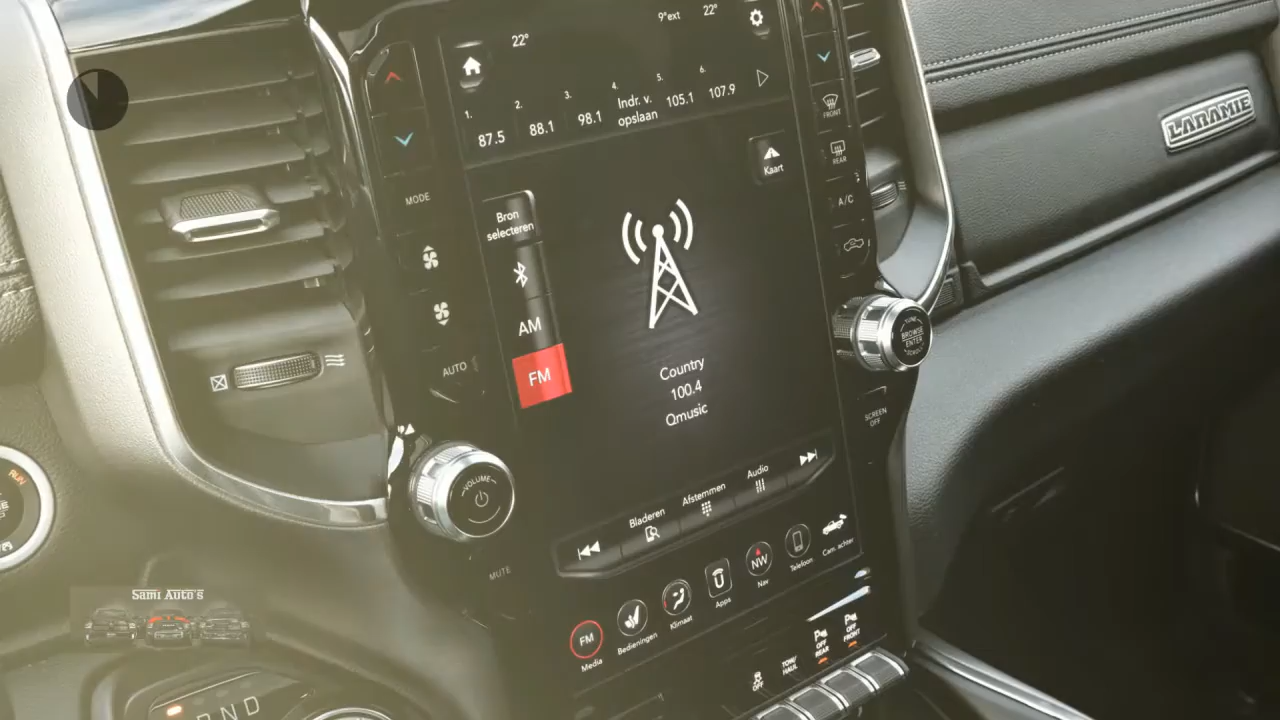 22°
9°ext
22°
1.
2.
3.
4.
5.
6.
87.5
88.1
98.1
Indr. v.
opslaan
105.1
107.9
Kaart
Bron
selecteren
AM
FM
Country
100.4
Qmusic
Bladeren
Afstemmen
Audio
FM
Media
Bedieningen
Klimaat
Apps
NW
Nav
Telefoon
Cam. achter
MODE
AUTO
VOLUME
MUTE
FRONT
REAR
A/C
BROWSE
ENTER
SCREEN
OFF
LARAMIE
RUN
OFF
TOW/
HAUL
OFF
REAR
OFF
FRONT
N D
Sami Auto's